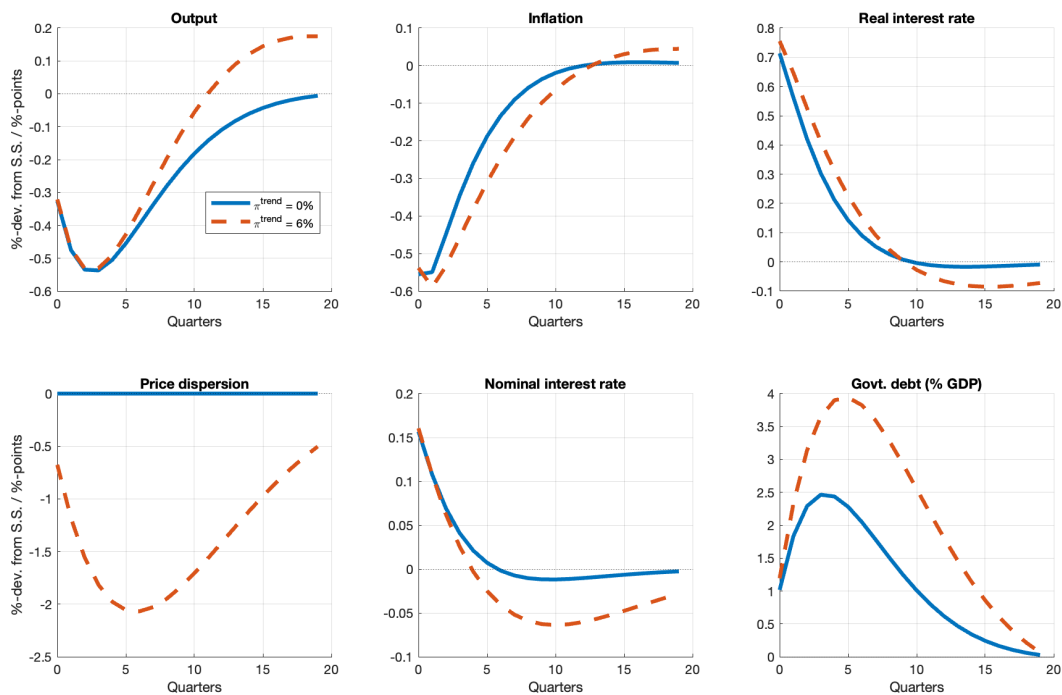 Output
Inflation
Real interest rate
%-dev. from S.S. / %-points
0.2
0.1
0
-0.1
-0.2
-0.3
-0.4
-0.5
-0.6
π^trend = 0%
π^trend = 6%
0 5 10 15 20
Quarters
0.1
0
-0.1
-0.2
-0.3
-0.4
-0.5
-0.6
0 5 10 15 20
Quarters
0.8
0.7
0.6
0.5
0.4
0.3
0.2
0.1
0
-0.1
0 5 10 15 20
Quarters
Price dispersion
Nominal interest rate
Govt. debt (% GDP)
%-dev. from S.S. / %-points
0
-0.5
-1
-1.5
-2
-2.5
0 5 10 15 20
Quarters
0.2
0.15
0.1
0.05
0
-0.05
-0.1
0 5 10 15 20
Quarters
4
3.5
3
2.5
2
1.5
1
0.5
0
0 5 10 15 20
Quarters